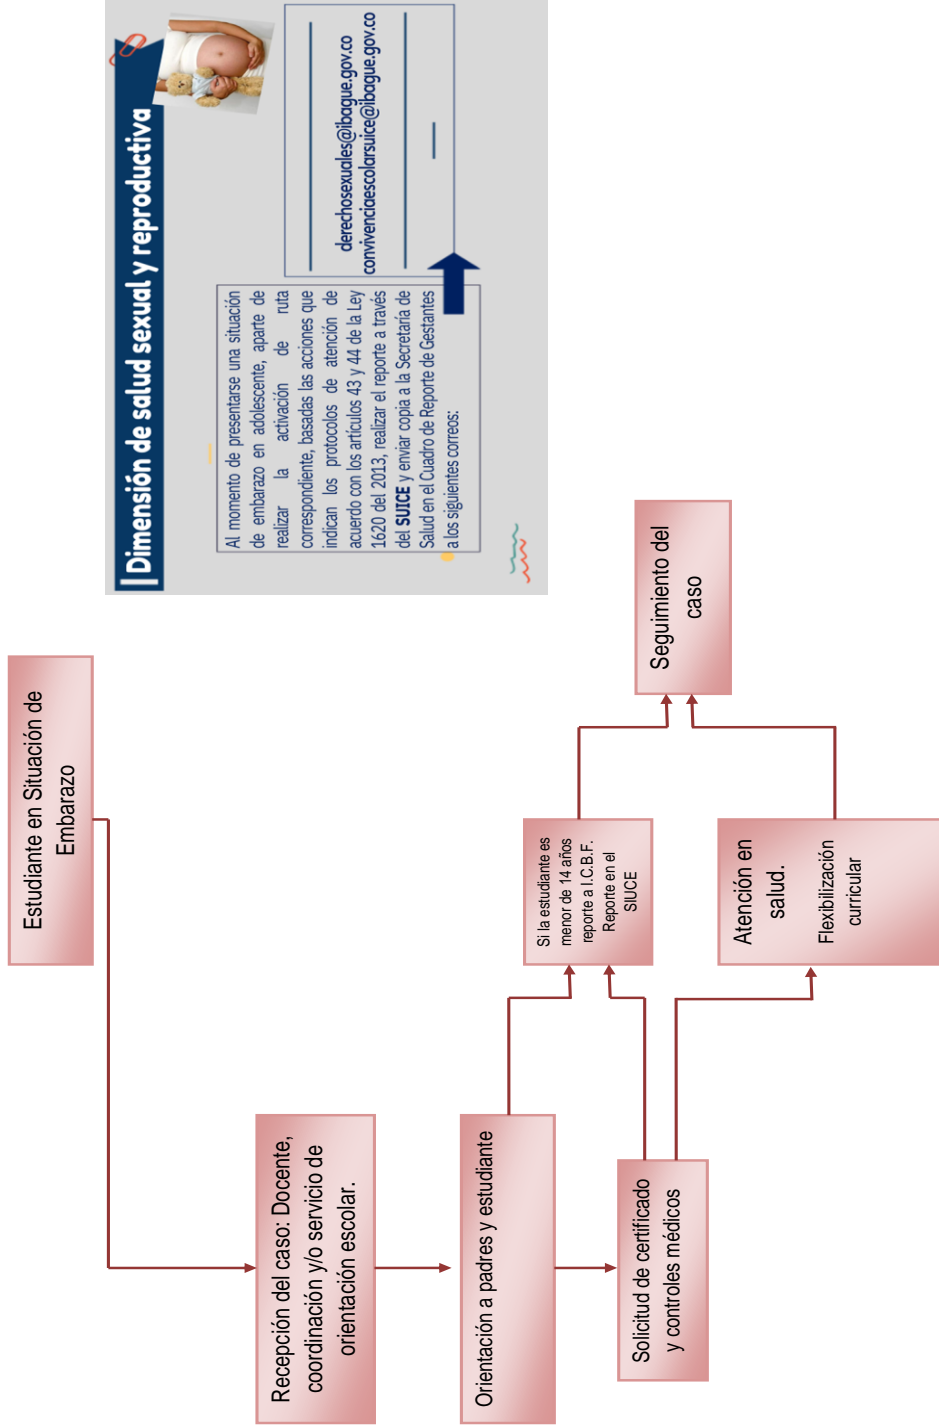 Estudiante en Situación de
Embarazo
Recepción del caso: Docente,
coordinación y/o servicio de
orientación escolar.
Orientación a padres y estudiante
Solicitud de certificado
y controles médicos
Si la estudiante es
menor de 14 años
reporte a I.C.B.F.
Reporte en el
SIUCE
Atención en
salud.
Flexibilización
curricular
Seguimiento del
caso
Dimensión de salud sexual y reproductiva
Al momento de presentarse una situación
de embarazo en adolescente, aparte de
realizar la activación de ruta
correspondiente, basadas las acciones que
indican los protocolos de atención de
acuerdo con los artículos 43 y 44 de la Ley
1620 del 2013, realizar el reporte a través
del SUICE y enviar copia a la Secretaría de
Salud en el Cuadro de Reporte de Gestantes
a los siguientes correos:
derechosexuales@ibague.gov.co
convivenciaescolarsuice@ibague.gov.co